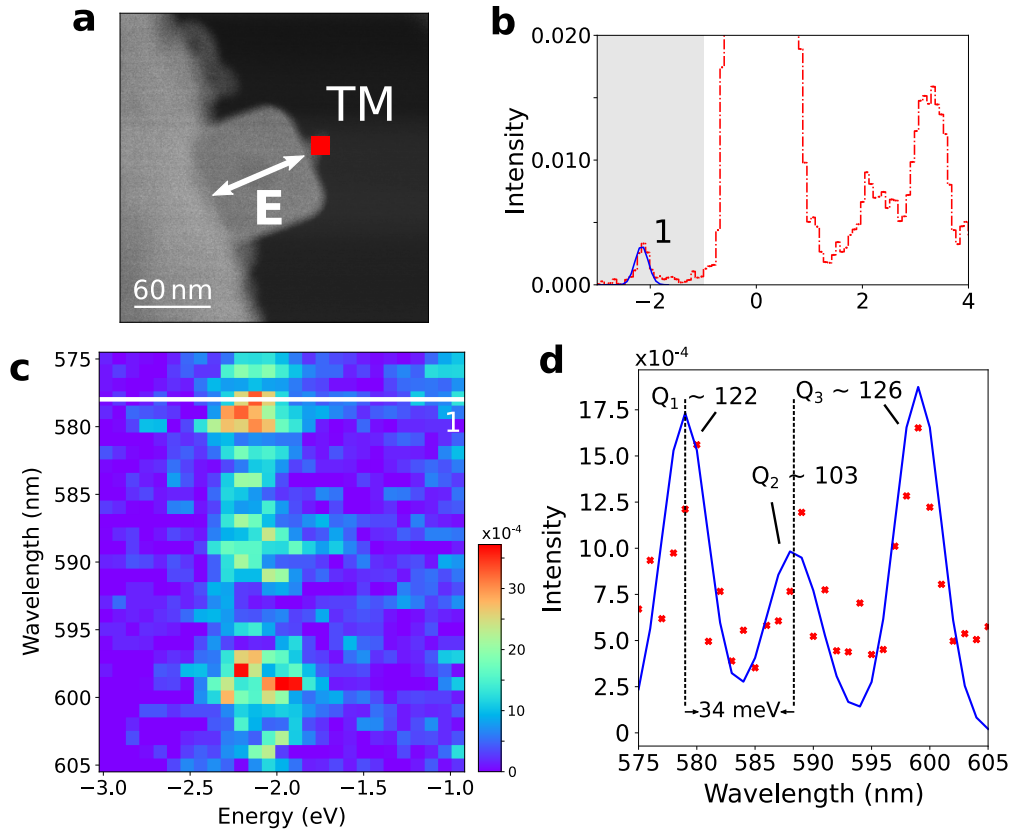 a
TM
E
60 nm
b
Intensity
0.020
0.010
0.000
1
−2
0
2
4
c
Wavelength (nm)
575
580
585
590
595
600
605
1
x10⁻⁴
30
20
10
0
−3.0
−2.5
−2.0
−1.5
−1.0
Energy (eV)
d
x10⁻⁴
Intensity
17.5
15.0
12.5
10.0
7.5
5.0
2.5
0
Q₁ ~ 122
Q₂ ~ 103
Q₃ ~ 126
34 meV
575
580
585
590
595
600
605
Wavelength (nm)